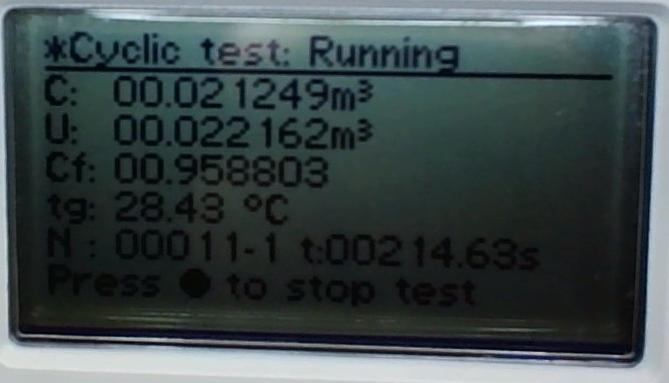 *Cyclic test: Running
C: 00.021249m³
U: 00.022162m³
Cf: 00.958803
tg: 28.43 °C
N : 00011-1 t:00214.63s
Press ● to stop test